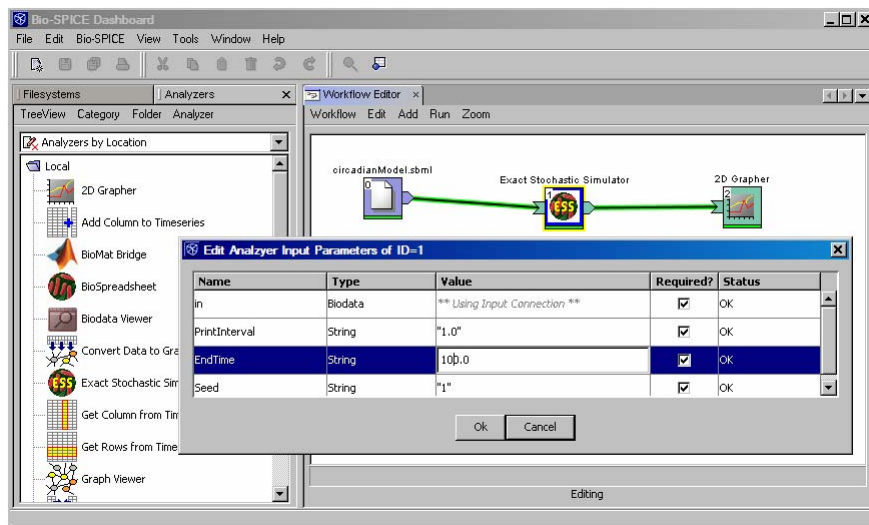 Bio-SPICE Dashboard
File Edit Bio-SPICE View Tools Window Help
Filesystems Analyzers
TreeView Category Folder Analyzer
Analyzers by Location
Local
2D Grapher
Add Column to Timeseries
BioMat Bridge
BioSpreadsheet
Biodata Viewer
Convert Data to Gra
Exact Stochastic Sim
Get Column from Tim
Get Rows from Time
Graph Viewer
Workflow Editor
Workflow Edit Add Run Zoom
circadianModel.sbml
0
Exact Stochastic Simulator
1
ESS
2D Grapher
2
Edit Analzyer Input Parameters of ID=1
Name Type Value Required? Status
in Biodata ** Using Input Connection ** OK
PrintInterval String "1.0" OK
EndTime String 100.0 OK
Seed String "1" OK
Ok Cancel
Editing